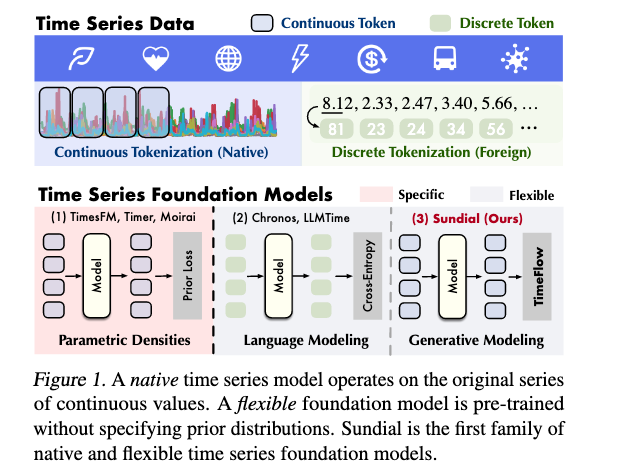 Time Series Data
Continuous Token
Discrete Token
8.12, 2.33, 2.47, 3.40, 5.66, ...
81 23 24 34 56 ...
Continuous Tokenization (Native)
Discrete Tokenization (Foreign)
Time Series Foundation Models
Specific
Flexible
(1) TimesFM, Timer, Moirai
Model
Prior Loss
Parametric Densities
(2) Chronos, LLMTime
Model
Cross-Entropy
Language Modeling
(3) Sundial (Ours)
Model
TimeFlow
Generative Modeling
Figure 1. A native time series model operates on the original series
of continuous values. A flexible foundation model is pre-trained
without specifying prior distributions. Sundial is the first family of
native and flexible time series foundation models.